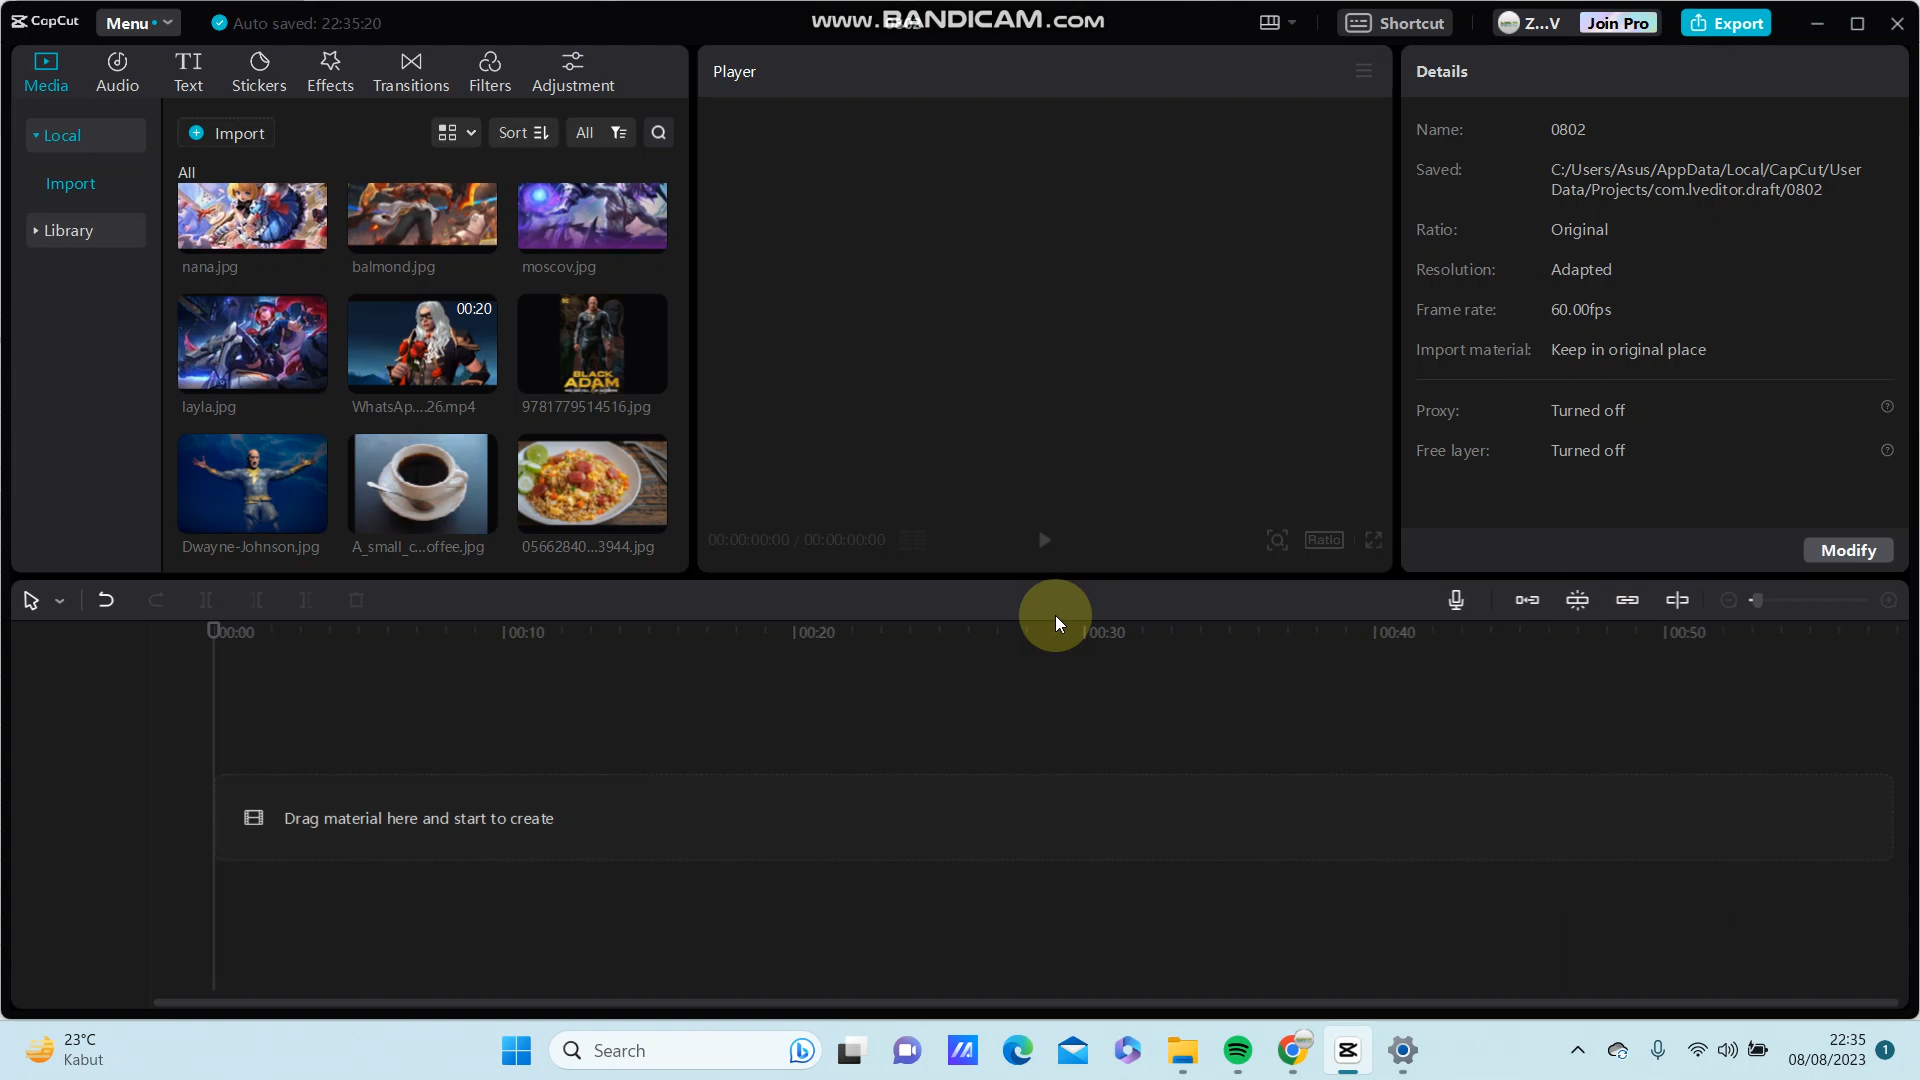 CapCut
Menu
Auto saved: 22:35:20
www.BANDICAM.com
Shortcut
Z...V
Join Pro
Export
Media
Audio
Text
Stickers
Effects
Transitions
Filters
Adjustment
Local
Import
Library
Import
Sort
All
All
nana.jpg
balmond.jpg
moscov.jpg
layla.jpg
00:20
WhatsAp....26.mp4
BLACK ADAM
9781779514516.jpg
Dwayne-Johnson.jpg
A_small_c...offee.jpg
05662840...3944.jpg
Player
00:00:00:00 / 00:00:00:00
Ratio
Details
Name: 0802
Saved: C:/Users/Asus/AppData/Local/CapCut/User
Data/Projects/com.lveditor.draft/0802
Ratio: Original
Resolution: Adapted
Frame rate: 60.00fps
Import material: Keep in original place
Proxy: Turned off
Free layer: Turned off
Modify
00:00
00:10
00:20
00:30
00:40
00:50
Drag material here and start to create
23°C
Kabut
Search
22:35
08/08/2023
1